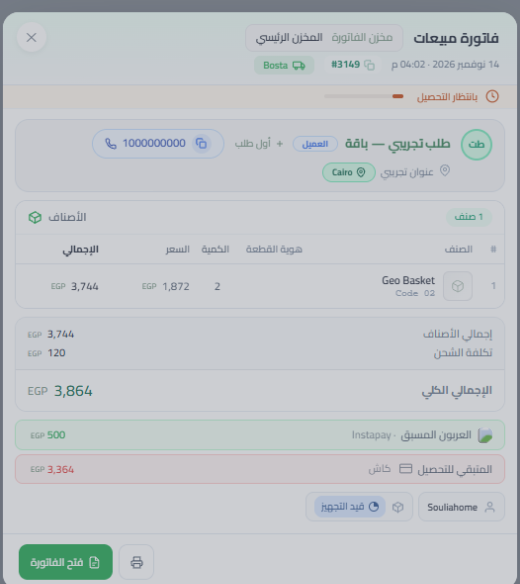 فاتورة مبيعات
مخزن الفاتورة المخزن الرئيسي
14 نوفمبر 2026 · 04:02 م
#3149
Bosta
بانتظار التحصيل
طت
طلب تجريبي — باقة
العميل
+ أول طلب
1000000000
عنوان تجريبي
Cairo
1 صنف
الأصناف
# الصنف هوية القطعة الكمية السعر الإجمالي
1 Geo Basket 2 1,872 EGP 3,744 EGP
Code 02
إجمالي الأصناف 3,744 EGP
تكلفة الشحن 120 EGP
الإجمالي الكلي 3,864 EGP
العربون المسبق · Instapay 500 EGP
المتبقي للتحصيل كاش 3,364 EGP
Souliahome
قيد التجهيز
فتح الفاتورة